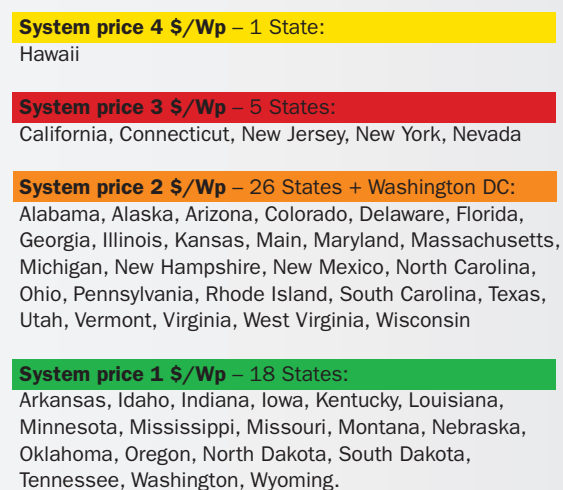 System price 4 $/Wp – 1 State:
Hawaii
System price 3 $/Wp – 5 States:
California, Connecticut, New Jersey, New York, Nevada
System price 2 $/Wp – 26 States + Washington DC:
Alabama, Alaska, Arizona, Colorado, Delaware, Florida,
Georgia, Illinois, Kansas, Main, Maryland, Massachusetts,
Michigan, New Hampshire, New Mexico, North Carolina,
Ohio, Pennsylvania, Rhode Island, South Carolina, Texas,
Utah, Vermont, Virginia, West Virginia, Wisconsin
System price 1 $/Wp – 18 States:
Arkansas, Idaho, Indiana, Iowa, Kentucky, Louisiana,
Minnesota, Mississippi, Missouri, Montana, Nebraska,
Oklahoma, Oregon, North Dakota, South Dakota,
Tennessee, Washington, Wyoming.